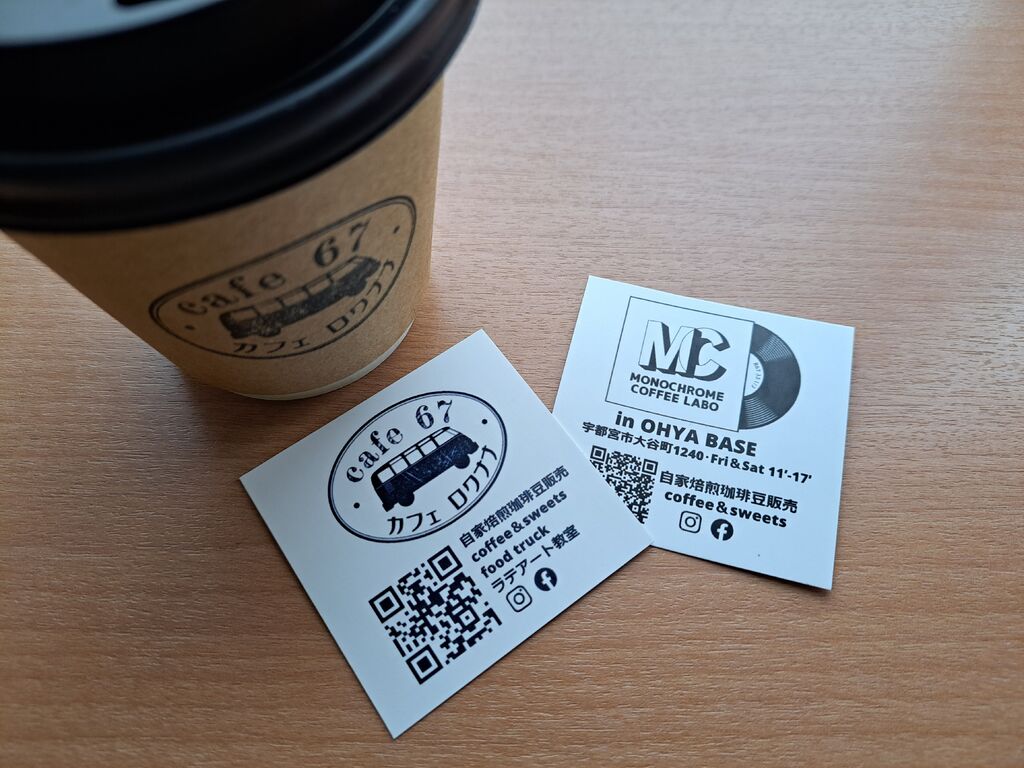 cafe 67
カフェ ロクナナ
cafe 67
カフェ ロクナナ
自家焙煎珈琲豆販売
coffee&sweets
food truck
ラテアート教室
MC
MONOCHROME
COFFEE LABO
in OHYA BASE
宇都宮市大谷町1240・Fri&Sat 11'-17'
自家焙煎珈琲豆販売
coffee&sweets